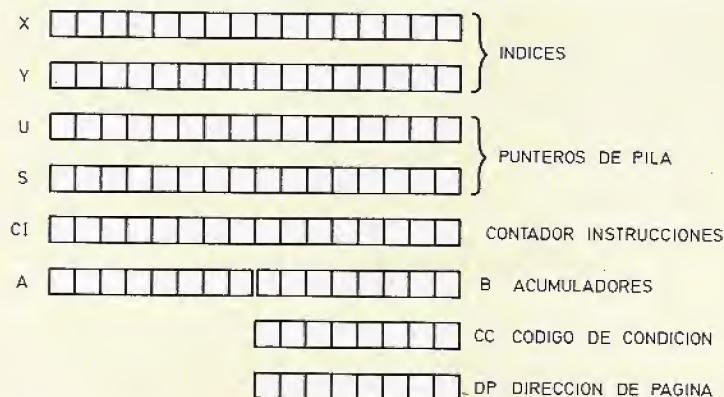 X
INDICES
Y
U
PUNTEROS DE PILA
S
CI CONTADOR INSTRUCCIONES
A B ACUMULADORES
CC CODIGO DE CONDICION
DP DIRECCION DE PAGINA